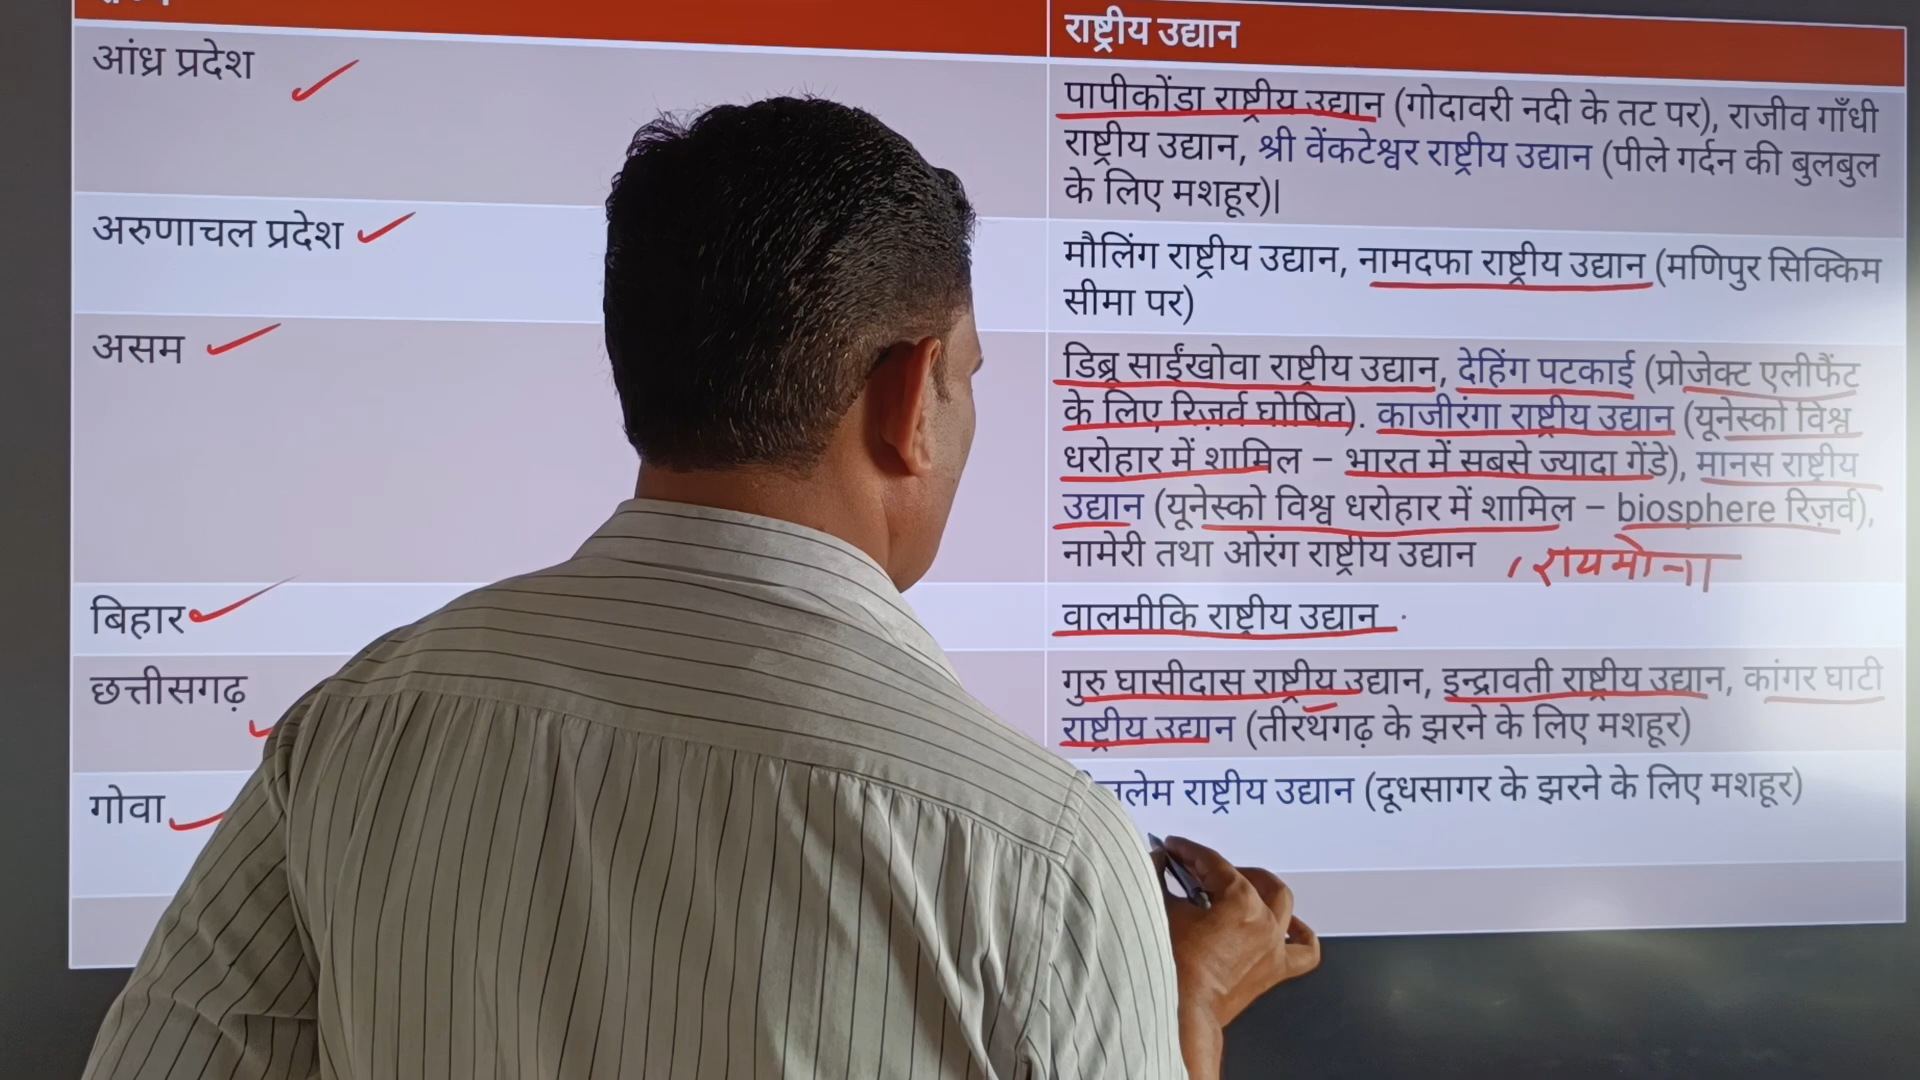 राष्ट्रीय उद्यान
आंध्र प्रदेश
पापीकोंडा राष्ट्रीय उद्यान (गोदावरी नदी के तट पर), राजीव गाँधी
राष्ट्रीय उद्यान, श्री वेंकटेश्वर राष्ट्रीय उद्यान (पीले गर्दन की बुलबुल
के लिए मशहूर)|
अरुणाचल प्रदेश
मौलिंग राष्ट्रीय उद्यान, नामदफा राष्ट्रीय उद्यान (मणिपुर सिक्किम
सीमा पर)
असम
डिब्रू साईंखोवा राष्ट्रीय उद्यान, देहिंग पटकाई (प्रोजेक्ट एलीफैंट
के लिए रिज़र्व घोषित). काजीरंगा राष्ट्रीय उद्यान (यूनेस्को विश्व
धरोहार में शामिल – भारत में सबसे ज्यादा गेंडे), मानस राष्ट्रीय
उद्यान (यूनेस्को विश्व धरोहार में शामिल – biosphere रिज़र्व),
नामेरी तथा ओरंग राष्ट्रीय उद्यान , रायमोना
बिहार
वालमीकि राष्ट्रीय उद्यान
छत्तीसगढ़
गुरु घासीदास राष्ट्रीय उद्यान, इन्द्रावती राष्ट्रीय उद्यान, कांगर घाटी
राष्ट्रीय उद्यान (तीरथगढ़ के झरने के लिए मशहूर)
गोवा
राष्ट्रीय उद्यान (दूधसागर के झरने के लिए मशहूर)